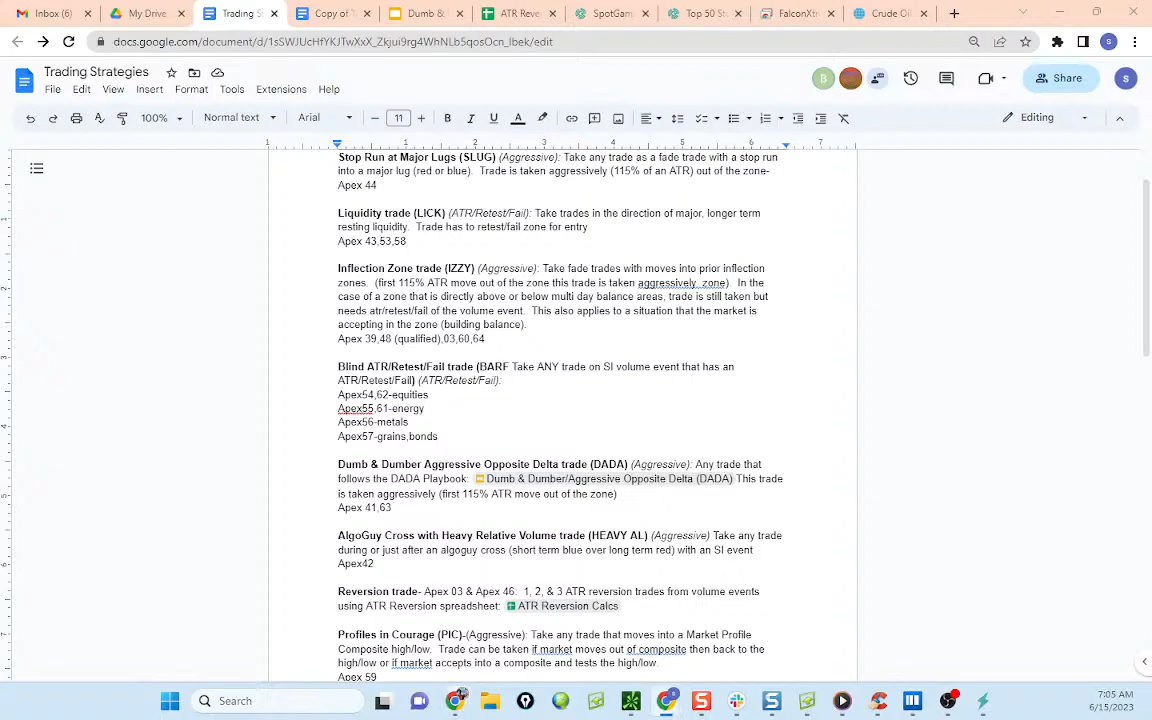 Inbox (6)
My Drive
Trading S
Copy of T
Dumb &
ATR Reve
SpotGam
Top 50 St
FalconXtr
Crude Oil
docs.google.com/document/d/1sSWJUcHfYKJTwXxX_Zkjui9rg4WhNLb5qosOcn_lbek/edit
S
Trading Strategies
File Edit View Insert Format Tools Extensions Help
B
Share
S
100% Normal text Arial 11 B I U A Editing
1 1 2 3 4 5 6 7
Stop Run at Major Lugs (SLUG) (Aggressive): Take any trade as a fade trade with a stop run
into a major lug (red or blue). Trade is taken aggressively (115% of an ATR) out of the zone-
Apex 44
Liquidity trade (LICK) (ATR/Retest/Fail): Take trades in the direction of major, longer term
resting liquidity. Trade has to retest/fail zone for entry
Apex 43,53,58
Inflection Zone trade (IZZY) (Aggressive): Take fade trades with moves into prior inflection
zones. (first 115% ATR move out of the zone this trade is taken aggressively zone) In the
case of a zone that is directly above or below multi day balance areas, trade is still taken but
needs atr/retest/fail of the volume event. This also applies to a situation that the market is
accepting in the zone (building balance).
Apex 39,48 (qualified),03,60,64
Blind ATR/Retest/Fail trade (BARF Take ANY trade on SI volume event that has an
ATR/Retest/Fail) (ATR/Retest/Fail):
Apex54,62-equities
Apex55,61-energy
Apex56-metals
Apex57-grains,bonds
Dumb & Dumber Aggressive Opposite Delta trade (DADA) (Aggressive): Any trade that
follows the DADA Playbook: Dumb & Dumber/Aggressive Opposite Delta (DADA) This trade
is taken aggressively (first 115% ATR move out of the zone)
Apex 41,63
AlgoGuy Cross with Heavy Relative Volume trade (HEAVY AL) (Aggressive) Take any trade
during or just after an algoguy cross (short term blue over long term red) with an SI event
Apex42
Reversion trade- Apex 03 & Apex 46: 1, 2, & 3 ATR reversion trades from volume events
using ATR Reversion spreadsheet: ATR Reversion Calcs
Profiles in Courage (PIC)-(Aggressive): Take any trade that moves into a Market Profile
Composite high/low. Trade can be taken if market moves out of composite then back to the
high/low or if market accepts into a composite and tests the high/low.
Apex 59
Search
7:05 AM
6/15/2023